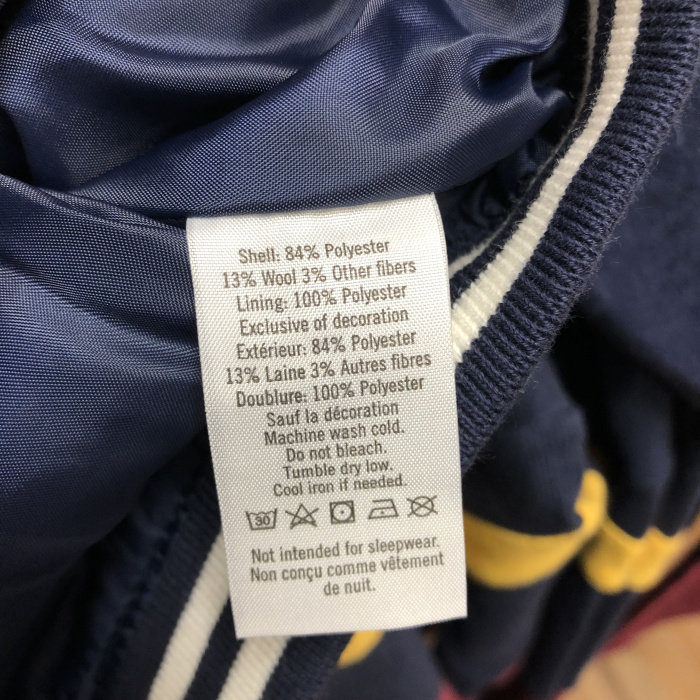 Shell: 84% Polyester
13% Wool 3% Other fibers
Lining: 100% Polyester
Exclusive of decoration
Extérieur: 84% Polyester
13% Laine 3% Autres fibres
Doublure: 100% Polyester
Sauf la décoration
Machine wash cold.
Do not bleach.
Tumble dry low.
Cool iron if needed.
30
Not intended for sleepwear.
Non conçu comme vêtement
de nuit.